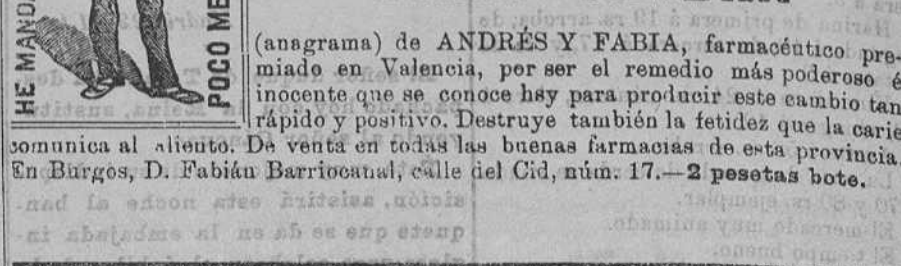 HE MANDA
POCO ME
(anagrama) de ANDRÉS Y FABIA, farmacéutico pre-
miado en Valencia, por ser el remedio más poderoso é
inocente que se conoce hsy para producir este cambio tan
rápido y positivo. Destruye también la fetidez que la carie
comunica al aliento. De venta en todas las buenas farmacias de esta provincia.
En Burgos, D. Fabián Barriocanal, calle del Cid, núm. 17.—2 pesetas bote.